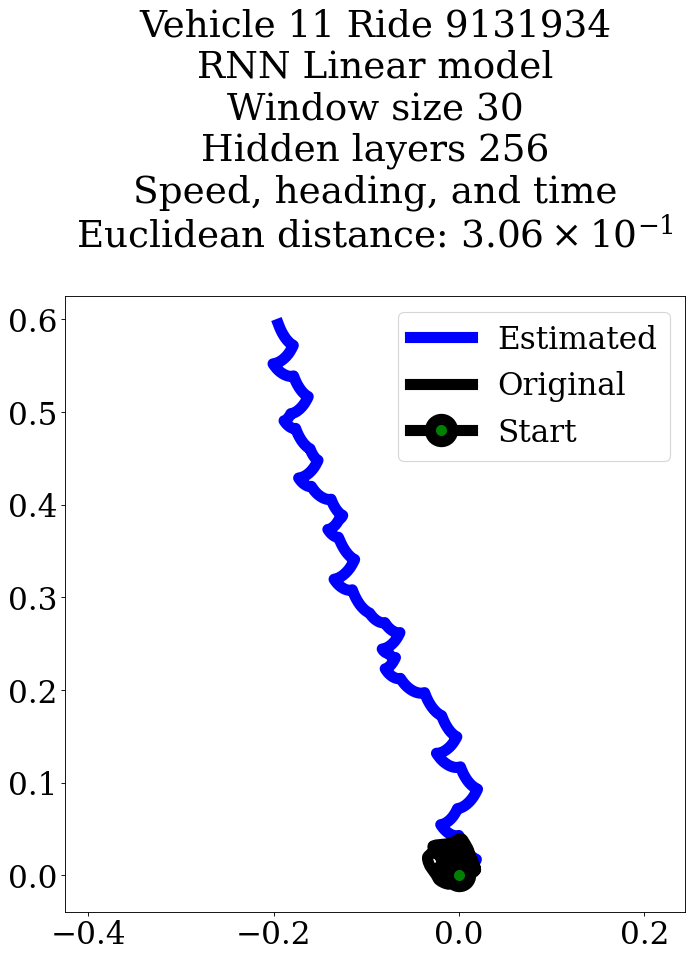 Vehicle 11 Ride 9131934
RNN Linear model
Window size 30
Hidden layers 256
Speed, heading, and time
Euclidean distance: 3.06 × 10⁻¹
Estimated
Original
Start
0.6
0.5
0.4
0.3
0.2
0.1
0.0
−0.4 −0.2 0.0 0.2